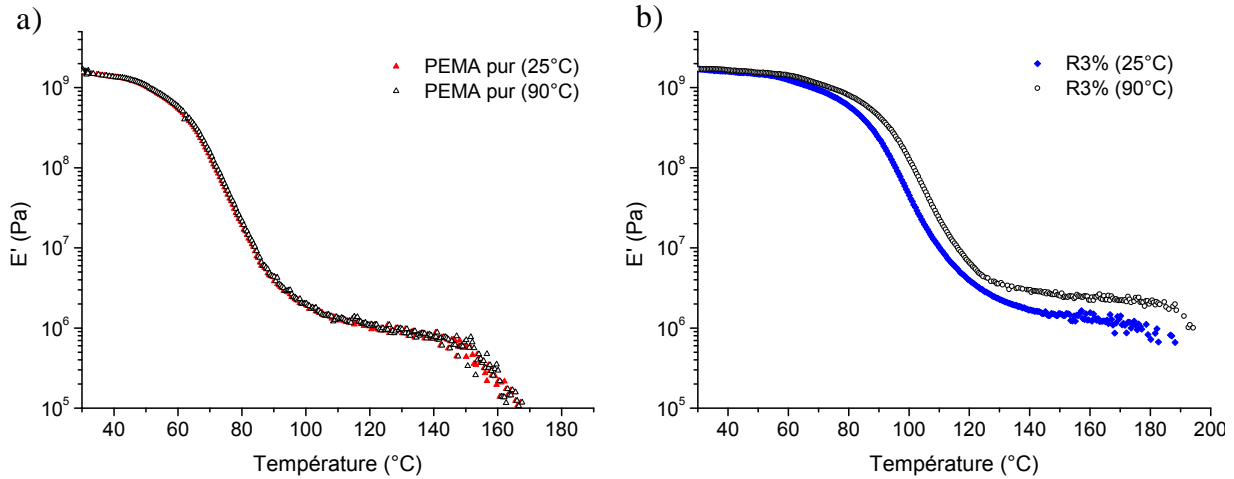 a)
PEMA pur (25°C)
PEMA pur (90°C)
E' (Pa)
10⁹
10⁸
10⁷
10⁶
10⁵
40 60 80 100 120 140 160 180
Température (°C)
b)
R3% (25°C)
R3% (90°C)
E' (Pa)
10⁹
10⁸
10⁷
10⁶
10⁵
40 60 80 100 120 140 160 180 200
Température (°C)